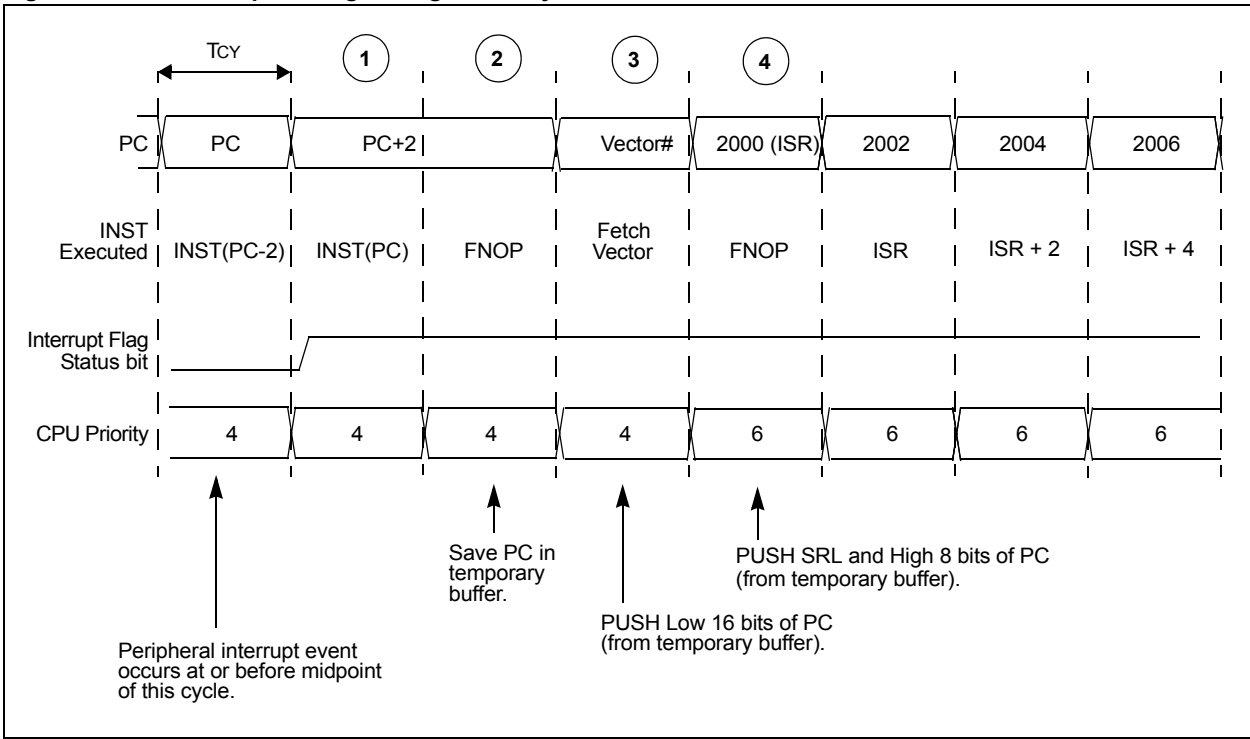 TCY
1
2
3
4
PC PC PC+2 Vector# 2000 (ISR) 2002 2004 2006
INST
Executed
INST(PC-2) INST(PC) FNOP
Fetch
Vector
FNOP ISR ISR + 2 ISR + 4
Interrupt Flag
Status bit
CPU Priority 4 4 4 4 6 6 6 6
Save PC in
temporary
buffer.
PUSH SRL and High 8 bits of PC
(from temporary buffer).
PUSH Low 16 bits of PC
(from temporary buffer).
Peripheral interrupt event
occurs at or before midpoint
of this cycle.